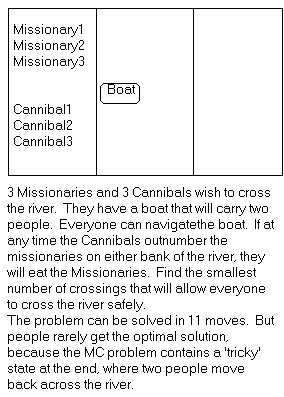 Missionary1
Missionary2
Missionary3
Boat
Cannibal1
Cannibal2
Cannibal3
3 Missionaries and 3 Cannibals wish to cross
the river. They have a boat that will carry two
people. Everyone can navigatethe boat. If at
any time the Cannibals outnumber the
missionaries on either bank of the river, they
will eat the Missionaries. Find the smallest
number of crossings that will allow everyone
to cross the river safely.
The problem can be solved in 11 moves. But
people rarely get the optimal solution,
because the MC problem contains a 'tricky'
state at the end, where two people move
back across the river.